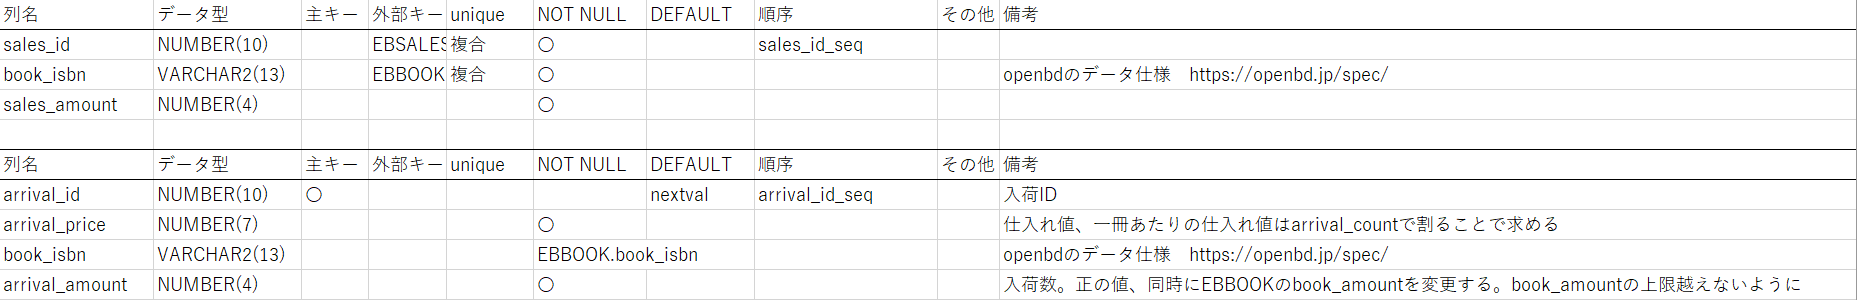 列名 データ型 主キー 外部キー unique NOT NULL DEFAULT 順序 その他 備考
sales_id NUMBER(10) EBSALES 複合 〇 sales_id_seq
book_isbn VARCHAR2(13) EBBOOK 複合 〇 openbdのデータ仕様　https://openbd.jp/spec/
sales_amount NUMBER(4) 〇
列名 データ型 主キー 外部キー unique NOT NULL DEFAULT 順序 その他 備考
arrival_id NUMBER(10) 〇 nextval arrival_id_seq 入荷ID
arrival_price NUMBER(7) 〇 仕入れ値、一冊あたりの仕入れ値はarrival_countで割ることで求める
book_isbn VARCHAR2(13) EBBOOK.book_isbn openbdのデータ仕様　https://openbd.jp/spec/
arrival_amount NUMBER(4) 〇 入荷数。正の値、同時にEBBOOKのbook_amountを変更する。book_amountの上限越えないように